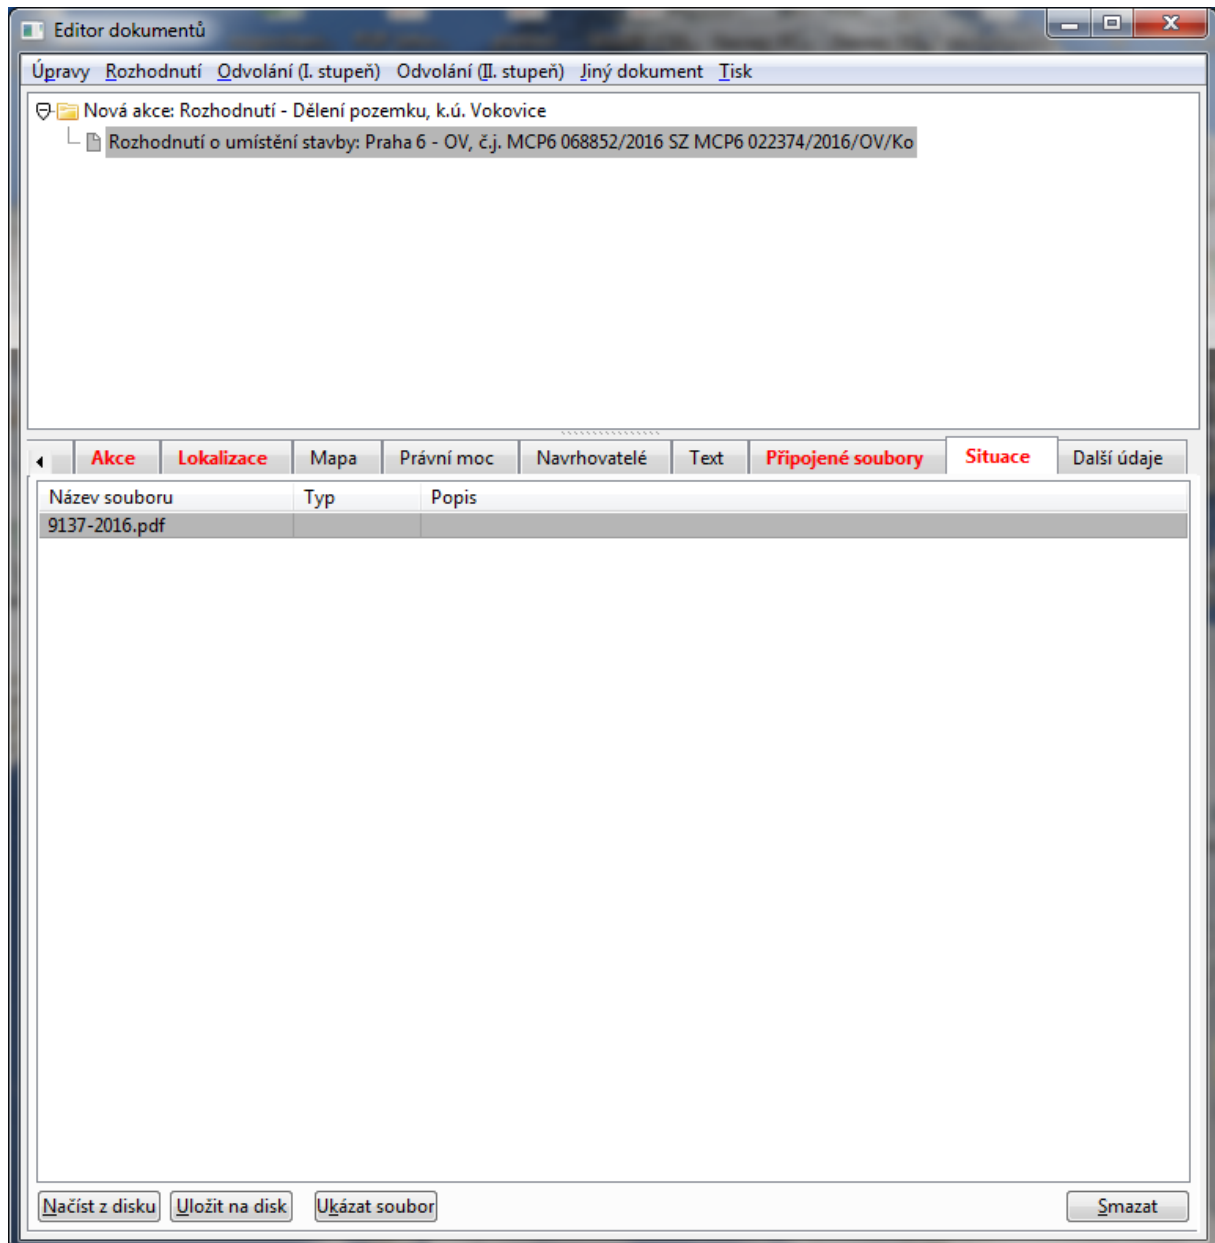 Editor dokumentů
Úpravy Rozhodnutí Odvolání (I. stupeň) Odvolání (II. stupeň) Jiný dokument Tisk
Nová akce: Rozhodnutí - Dělení pozemku, k.ú. Vokovice
Rozhodnutí o umístění stavby: Praha 6 - OV, č.j. MCP6 068852/2016 SZ MCP6 022374/2016/OV/Ko
Akce Lokalizace Mapa Právní moc Navrhovatelé Text Připojené soubory Situace Další údaje
Název souboru Typ Popis
9137-2016.pdf
Načíst z disku Uložit na disk Ukázat soubor Smazat